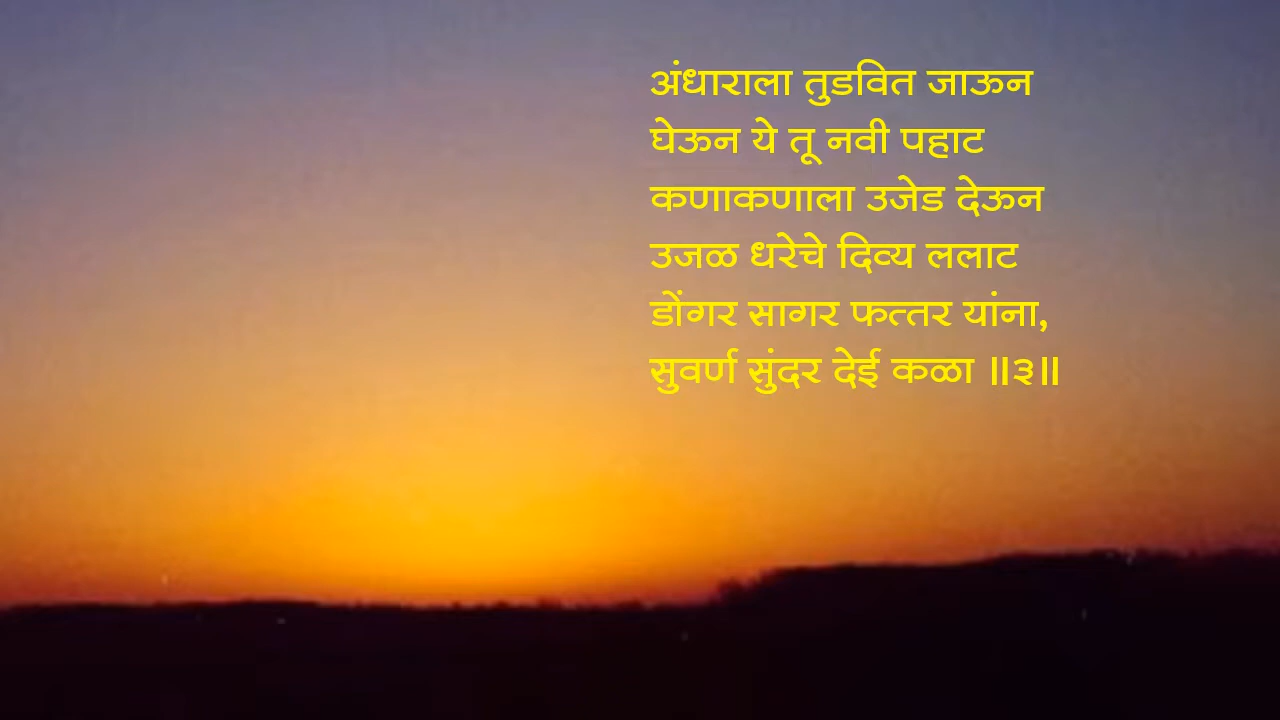 अंधाराला तुडवित जाऊन
घेऊन ये तू नवी पहाट
कणाकणाला उजेड देऊन
उजळ धरेचे दिव्य ललाट
डोंगर सागर फत्तर यांना,
सुवर्ण सुंदर देई कळा ॥३॥